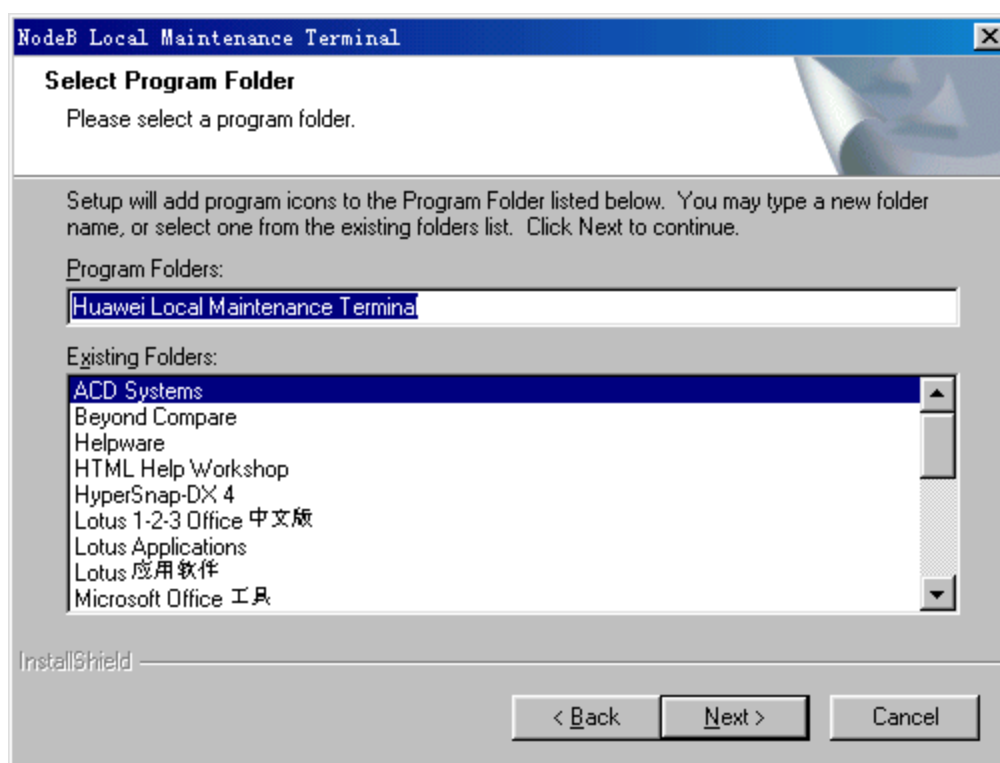 NodeB Local Maintenance Terminal
Select Program Folder
Please select a program folder.
Setup will add program icons to the Program Folder listed below. You may type a new folder
name, or select one from the existing folders list. Click Next to continue.
Program Folders:
Huawei Local Maintenance Terminal
Existing Folders:
ACD Systems
Beyond Compare
Helpware
HTML Help Workshop
HyperSnap-DX 4
Lotus 1-2-3 Office 中文版
Lotus Applications
Lotus 应用软件
Microsoft Office 工具
InstallShield
< Back Next > Cancel